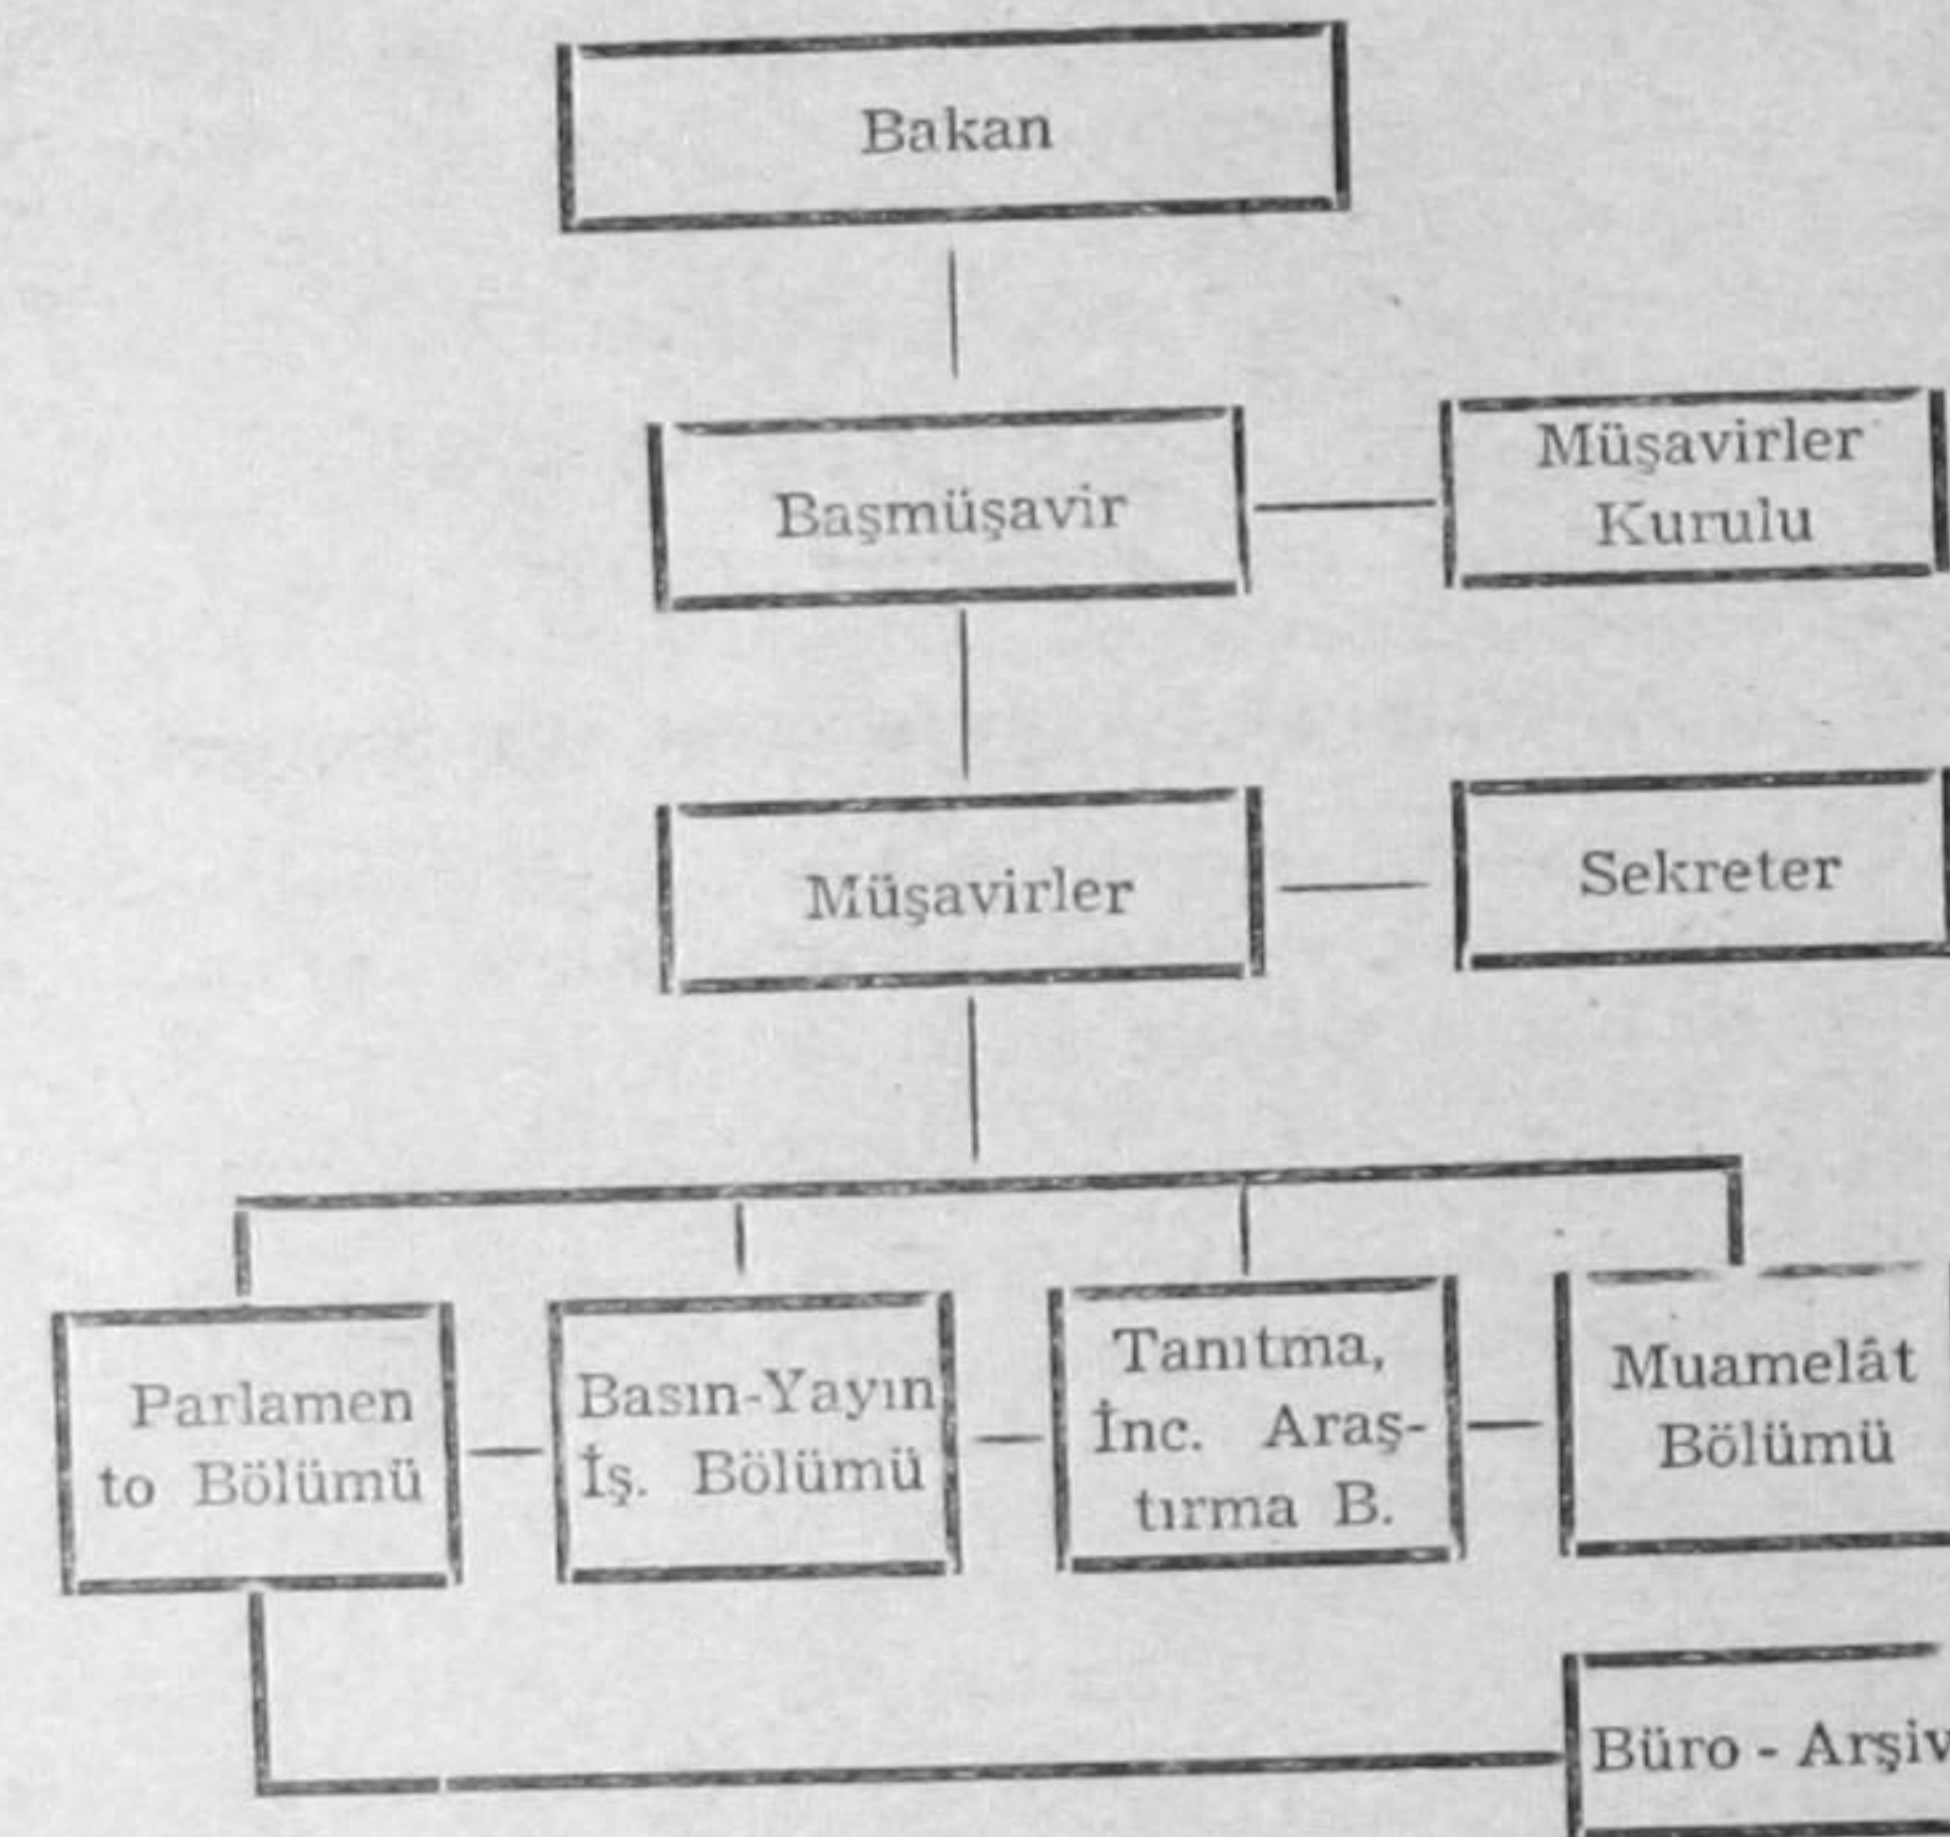 Bakan
Başmüşavir
Müşavirler
Kurulu
Müşavirler
Sekreter
Parlamen
to Bölümü
Basın-Yayın
İş. Bölümü
Tanıtma,
İnc. Araş-
tırma B.
Muamelât
Bölümü
Büro - Arşiv